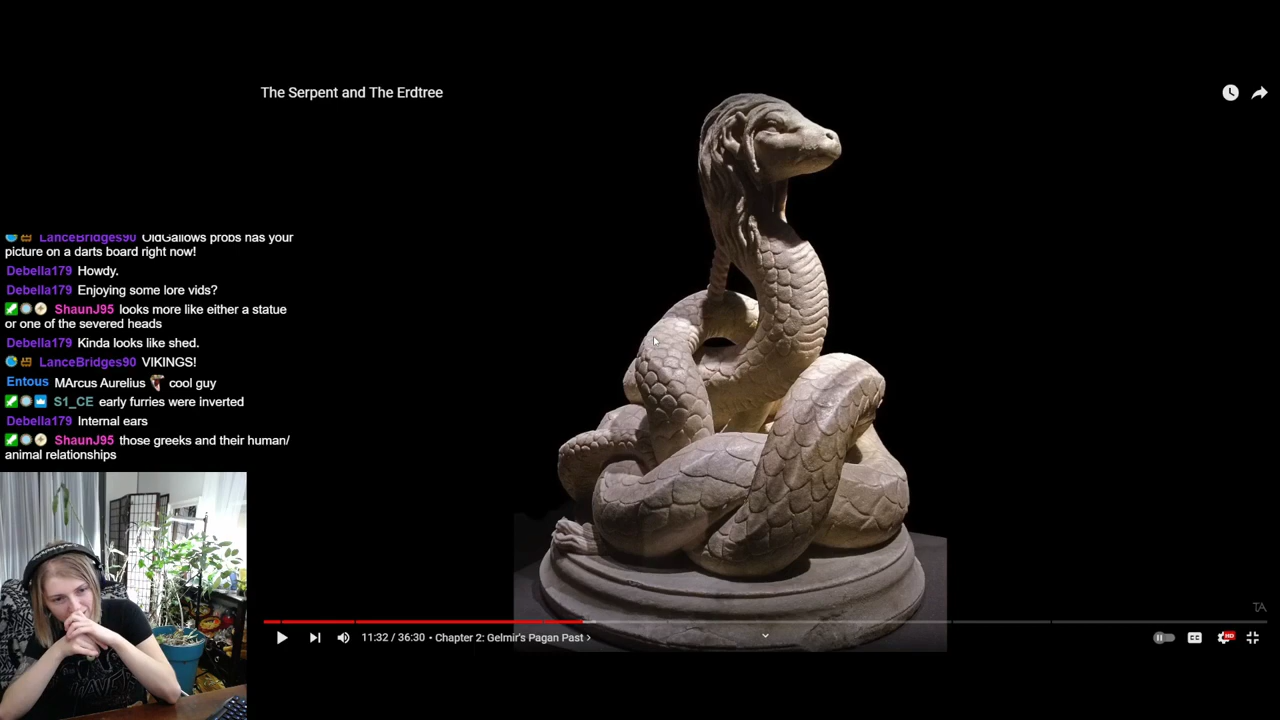 The Serpent and The Erdtree
LanceBridges90 OldGallows probs has your
picture on a darts board right now!
Debella179 Howdy.
Debella179 Enjoying some lore vids?
ShaunJ95 looks more like either a statue
or one of the severed heads
Debella179 Kinda looks like shed.
LanceBridges90 VIKINGS!
Entous MArcus Aurelius cool guy
S1_CE early furries were inverted
Debella179 Internal ears
ShaunJ95 those greeks and their human/
animal relationships
TA
11:32 / 36:30 • Chapter 2: Gelmir's Pagan Past
CC
HD